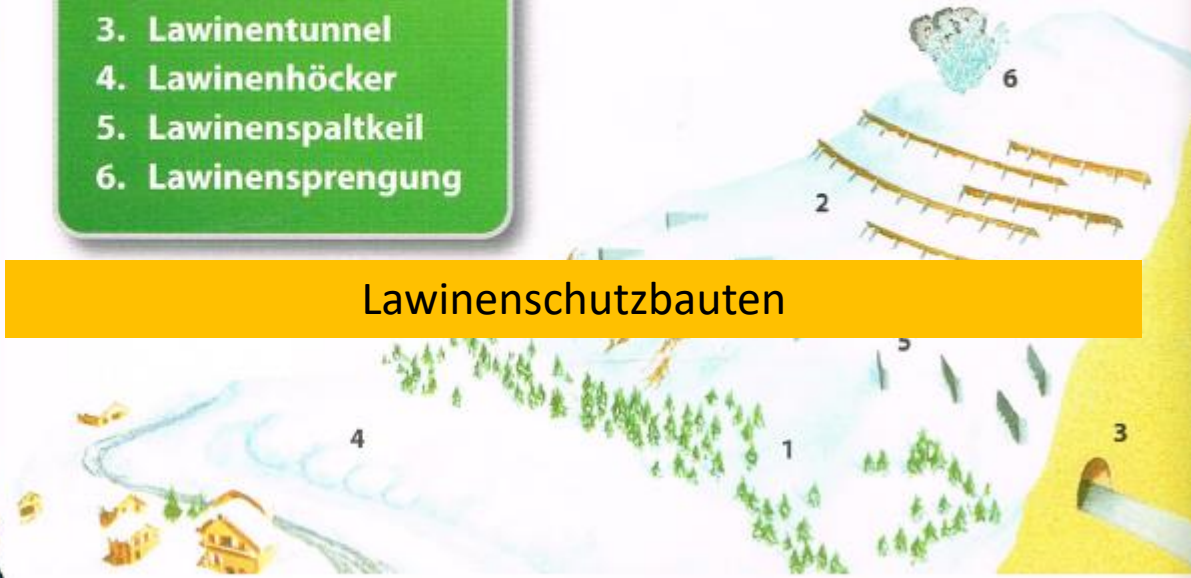 3. Lawinentunnel
4. Lawinenhöcker
5. Lawinenspaltkeil
6. Lawinensprengung
6
2
Lawinenschutzbauten
5
4
1
3